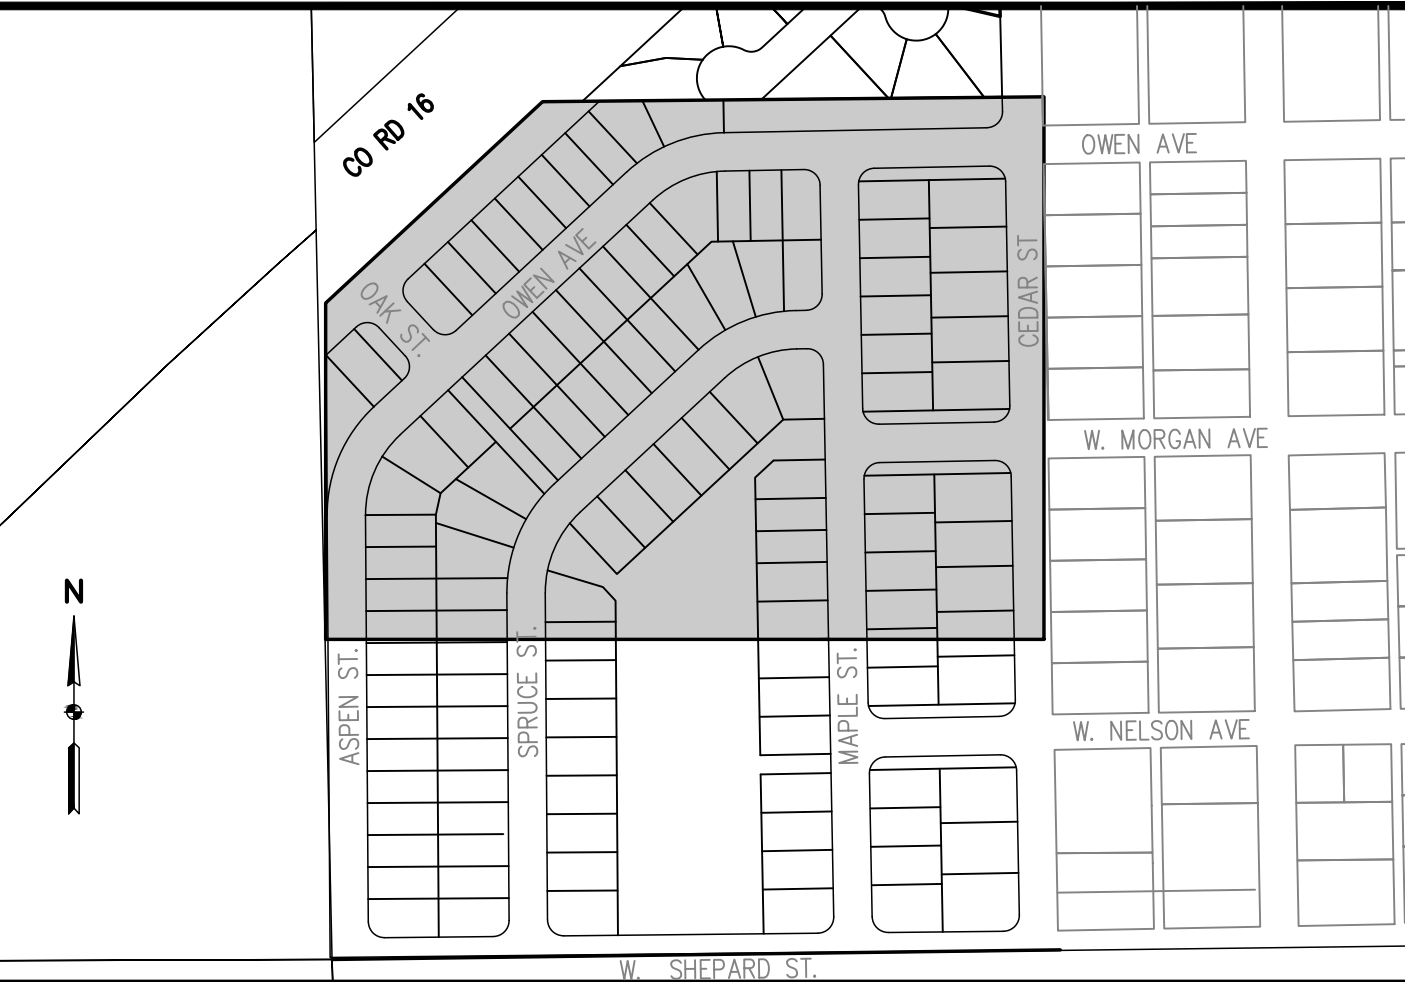 CO RD 16
OWEN AVE
OWEN AVE
OAK ST.
CEDAR ST
W. MORGAN AVE
N
ASPEN ST.
SPRUCE ST.
MAPLE ST.
W. NELSON AVE
W. SHEPARD ST.